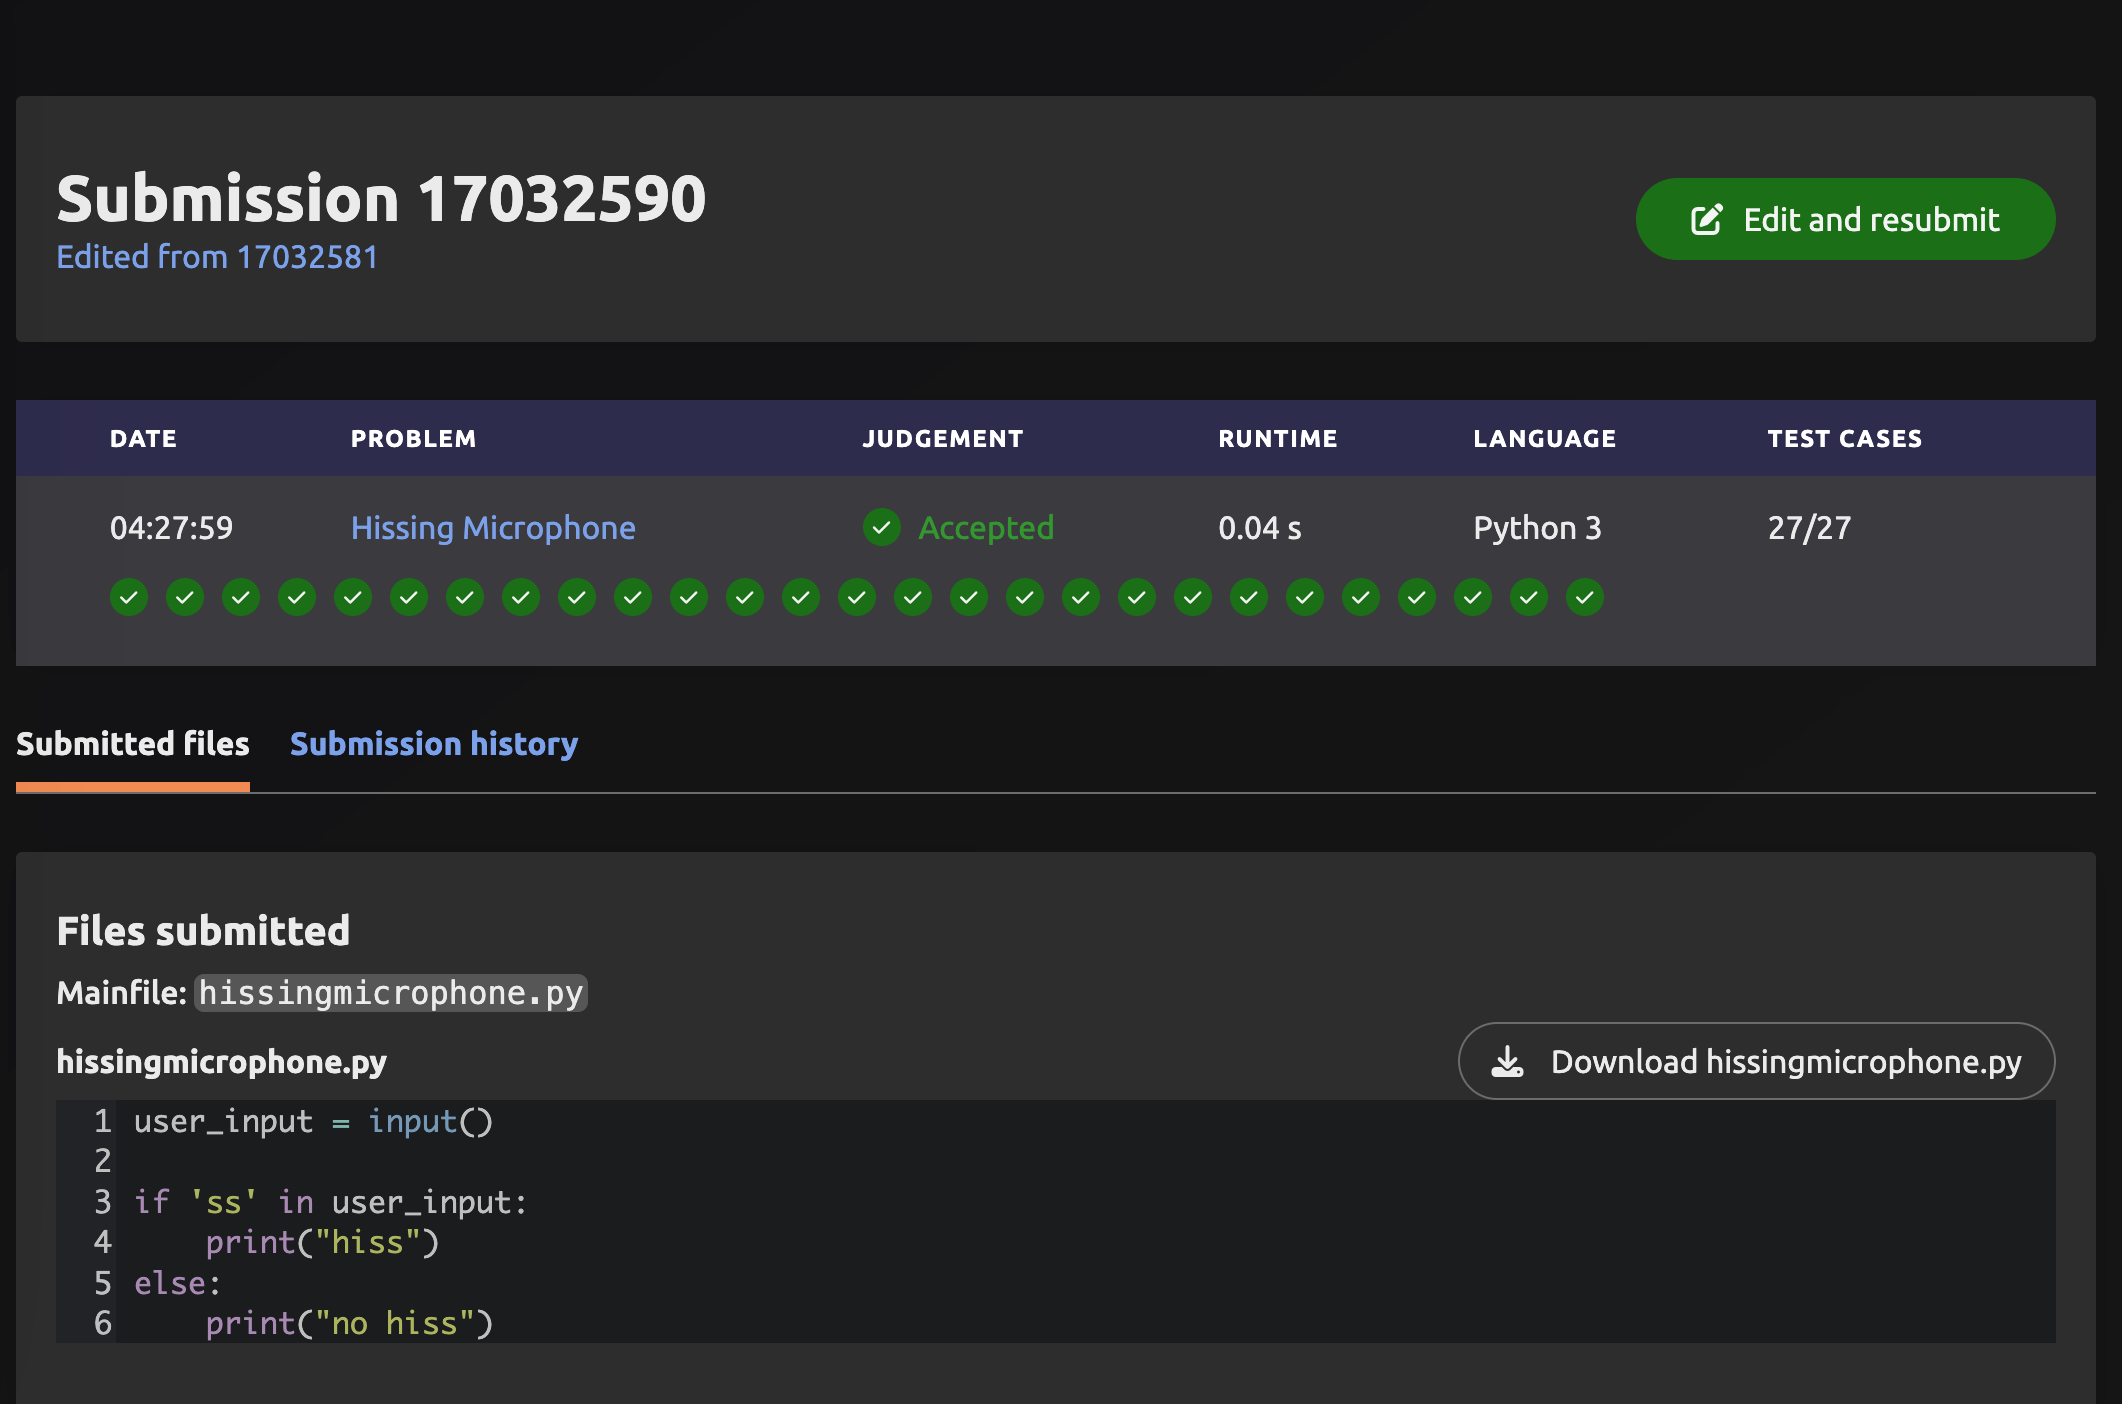 Submission 17032590
Edited from 17032581
Edit and resubmit
DATE PROBLEM JUDGEMENT RUNTIME LANGUAGE TEST CASES
04:27:59 Hissing Microphone Accepted 0.04 s Python 3 27/27
Submitted files Submission history
Files submitted
Mainfile: hissingmicrophone.py
hissingmicrophone.py
Download hissingmicrophone.py
1 user_input = input()
2
3 if 'ss' in user_input:
4     print("hiss")
5 else:
6     print("no hiss")